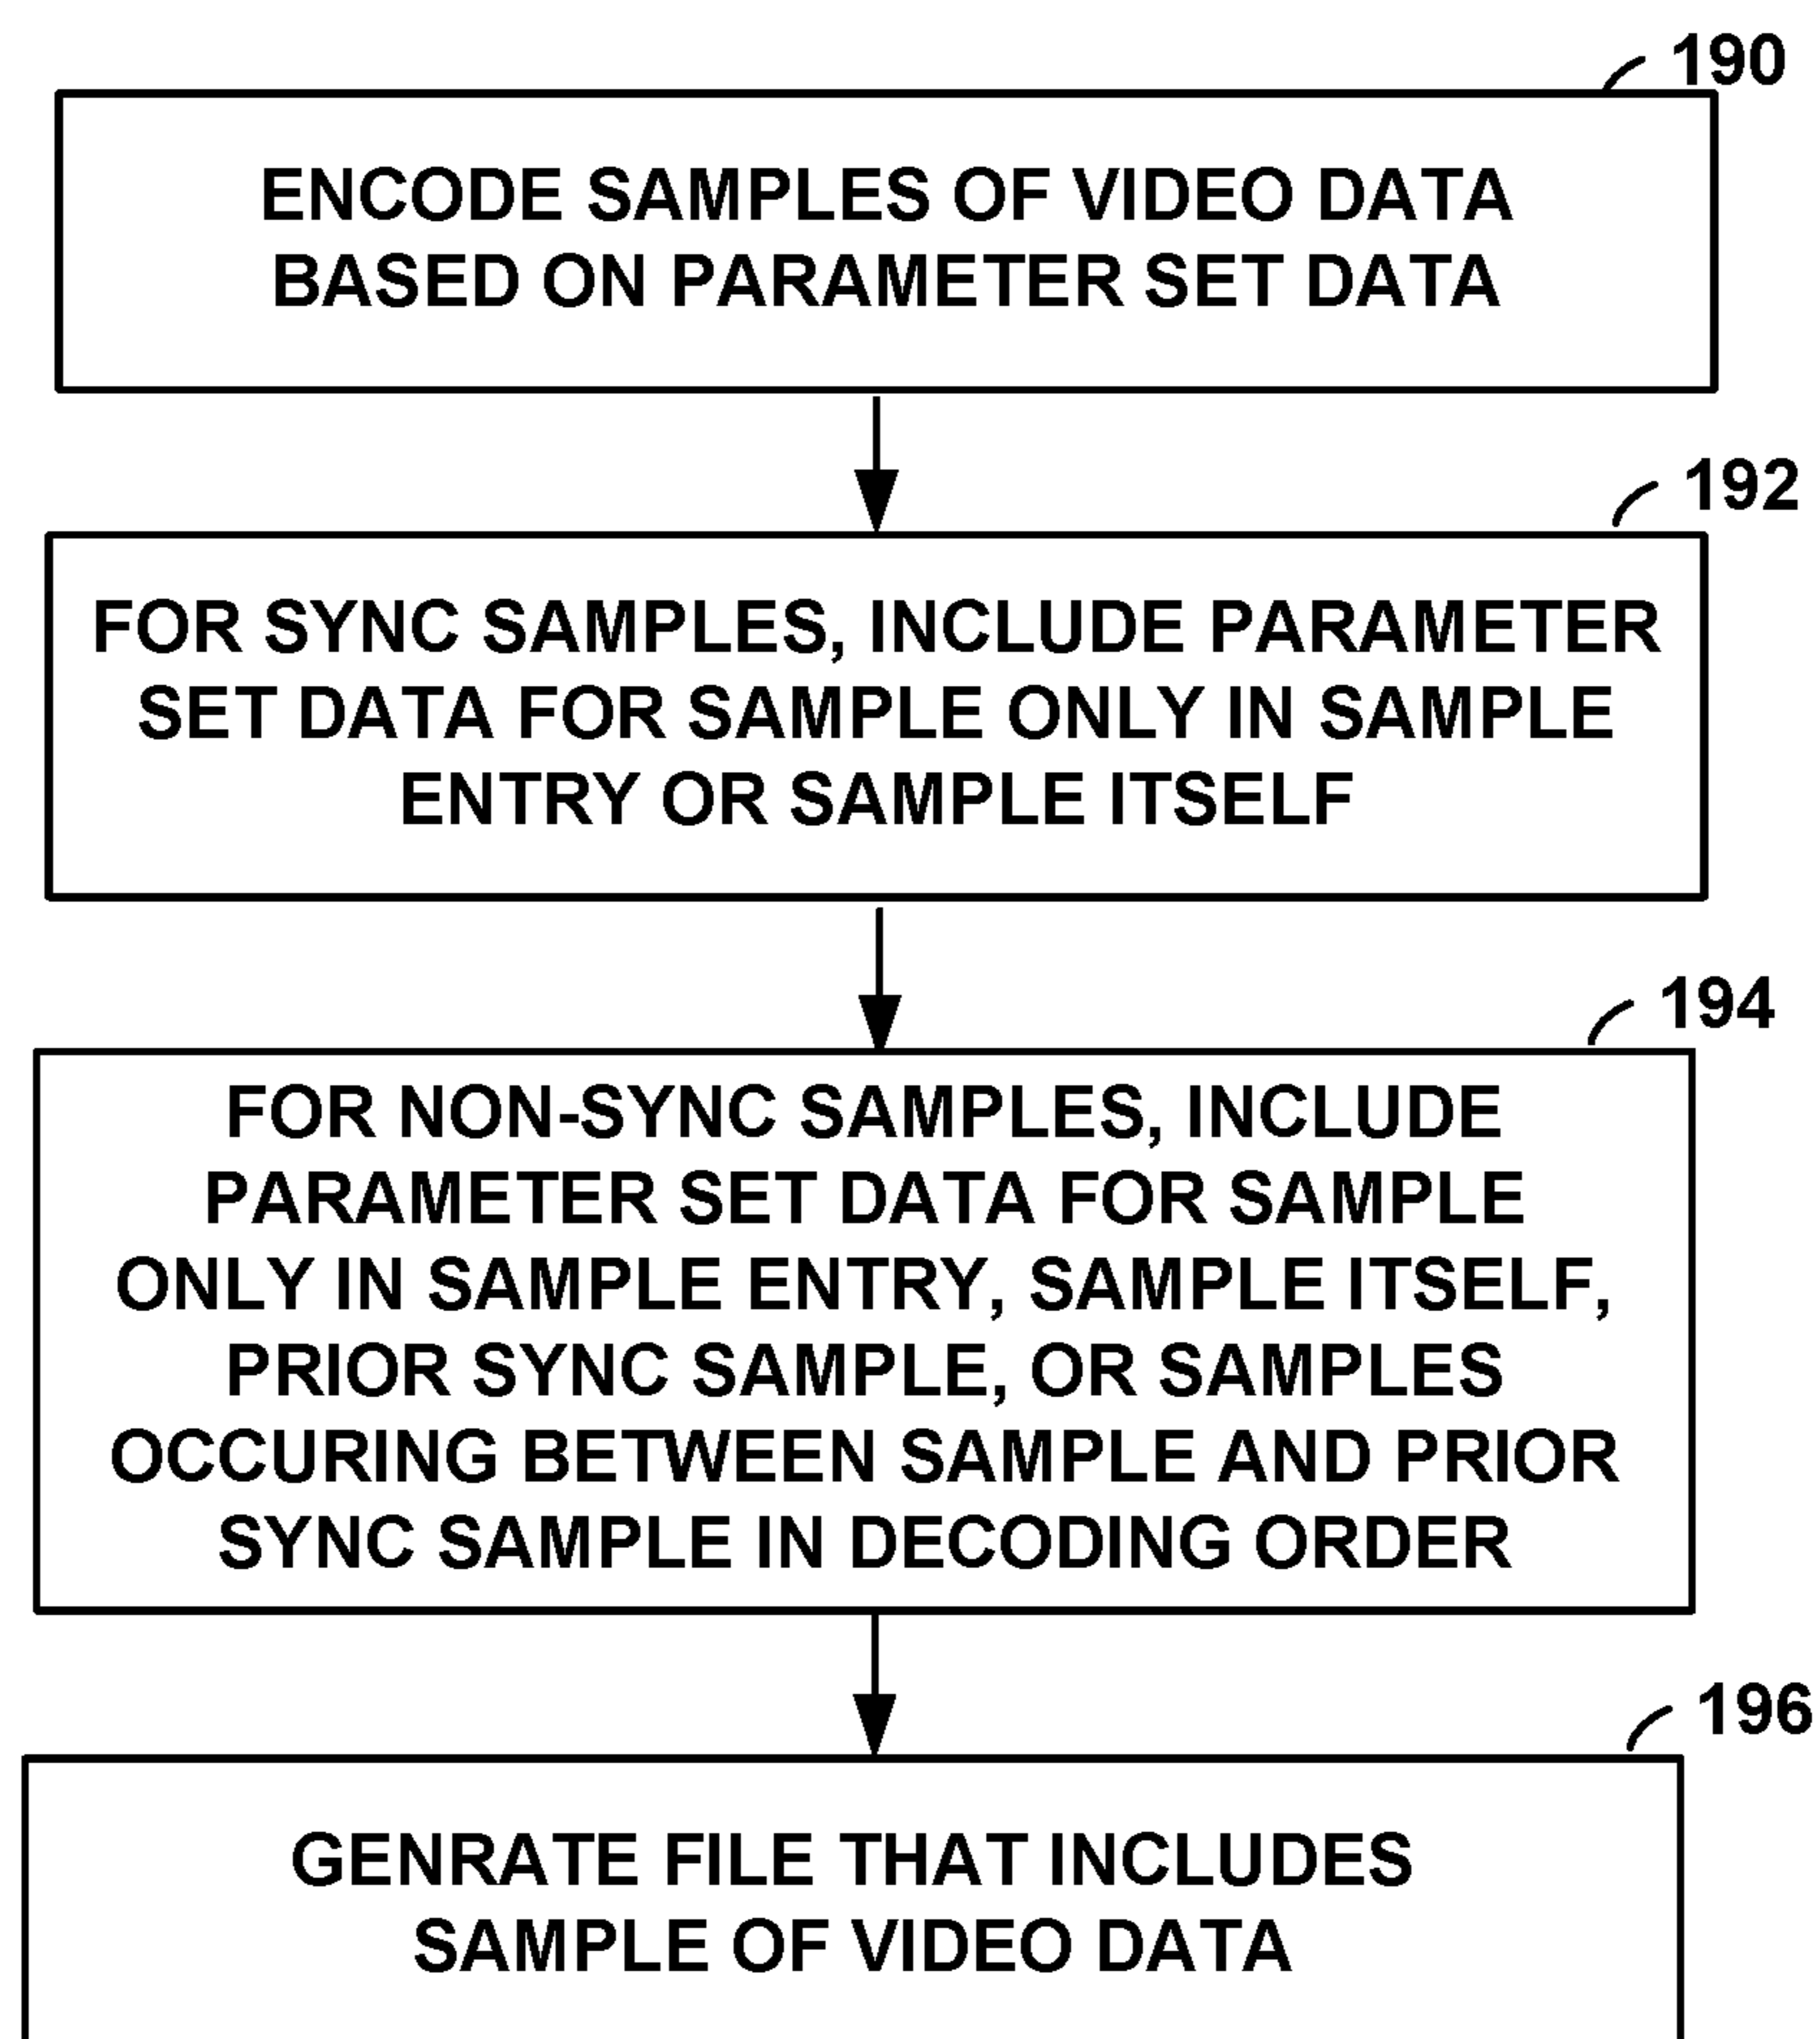 190
ENCODE SAMPLES OF VIDEO DATA
BASED ON PARAMETER SET DATA
192
FOR SYNC SAMPLES, INCLUDE PARAMETER
SET DATA FOR SAMPLE ONLY IN SAMPLE
ENTRY OR SAMPLE ITSELF
194
FOR NON-SYNC SAMPLES, INCLUDE
PARAMETER SET DATA FOR SAMPLE
ONLY IN SAMPLE ENTRY, SAMPLE ITSELF,
PRIOR SYNC SAMPLE, OR SAMPLES
OCCURING BETWEEN SAMPLE AND PRIOR
SYNC SAMPLE IN DECODING ORDER
196
GENRATE FILE THAT INCLUDES
SAMPLE OF VIDEO DATA